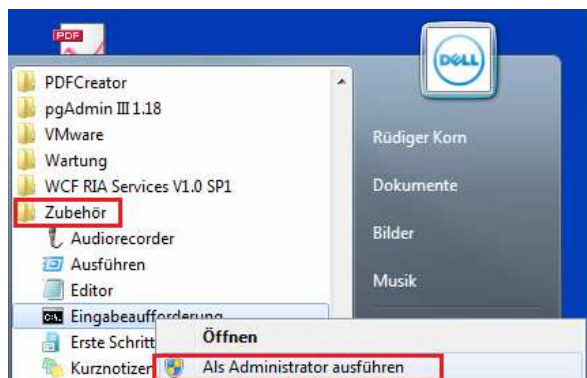 PDF
DELL
PDFCreator
pgAdmin III 1.18
VMware
Wartung
WCF RIA Services V1.0 SP1
Zubehör
Audiorecorder
Ausführen
Editor
Eingabeaufforderung
Erste Schritt
Kurznotizen
Rüdiger Korn
Dokumente
Bilder
Musik
Öffnen
Als Administrator ausführen